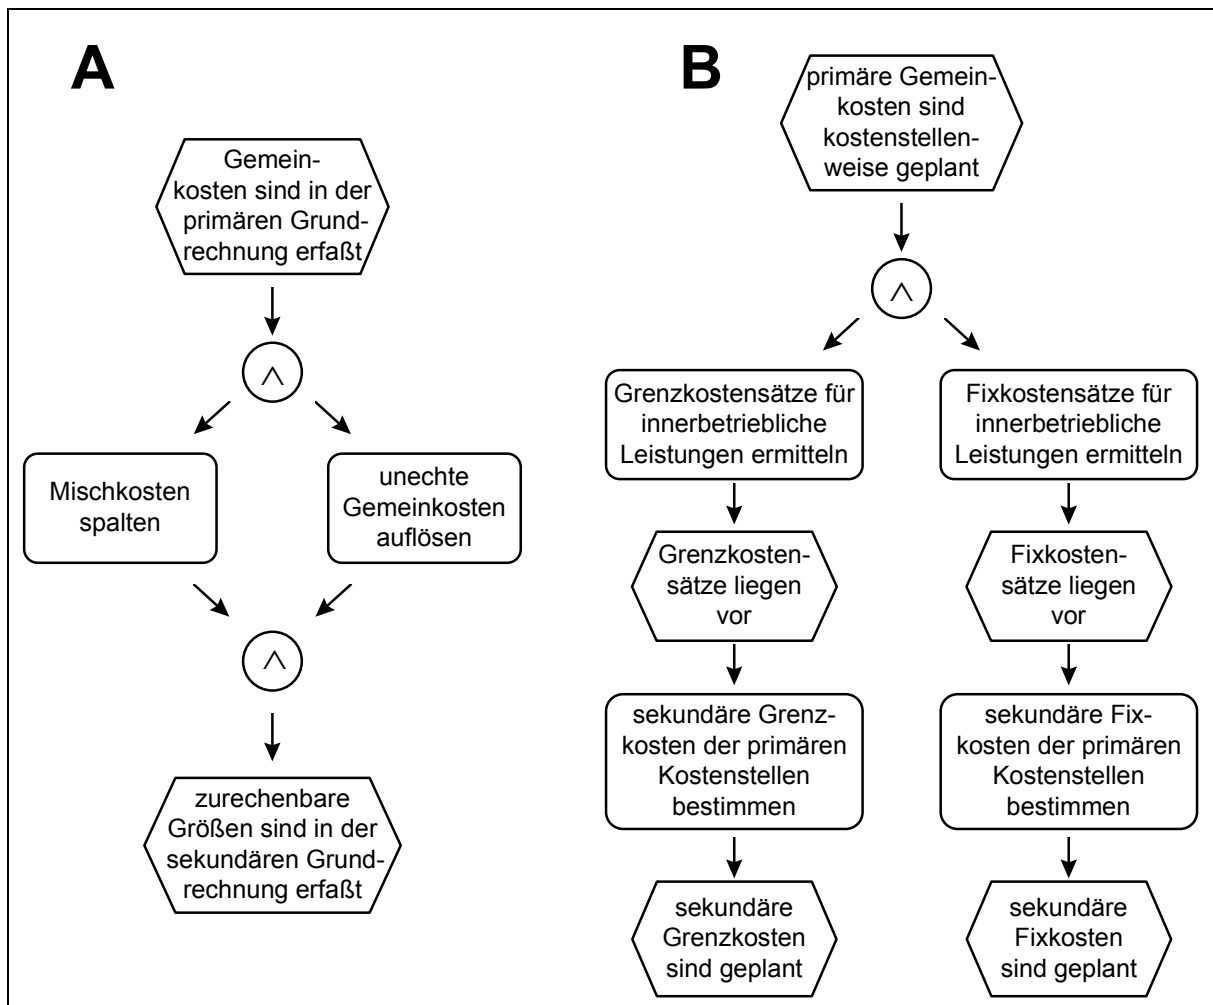 A
Gemein-
kosten sind in der
primären Grund-
rechnung erfaßt
∧
Mischkosten
spalten
unechte
Gemeinkosten
auflösen
∧
zurechenbare
Größen sind in der
sekundären Grund-
rechnung erfaßt
B
primäre Gemein-
kosten sind
kostenstellen-
weise geplant
∧
Grenzkostensätze für
innerbetriebliche
Leistungen ermitteln
Grenzkosten-
sätze liegen
vor
sekundäre Grenz-
kosten der primären
Kostenstellen
bestimmen
sekundäre
Grenzkosten
sind geplant
Fixkostensätze für
innerbetriebliche
Leistungen ermitteln
Fixkosten-
sätze liegen
vor
sekundäre Fix-
kosten der primären
Kostenstellen
bestimmen
sekundäre
Fixkosten
sind geplant